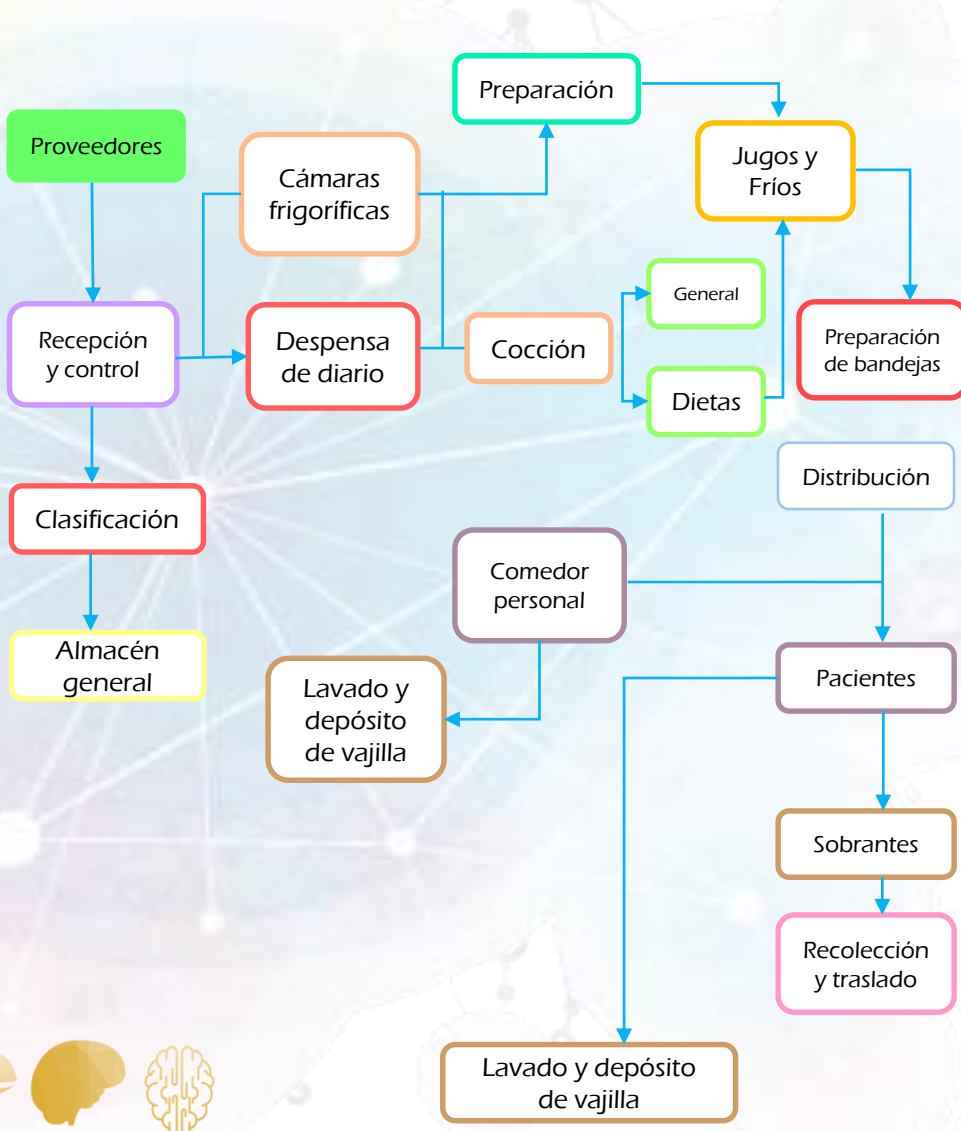 Preparación
Proveedores
Cámaras
frigoríficas
Jugos y
Fríos
General
Recepción
y control
Despensa
de diario
Cocción
Preparación
de bandejas
Dietas
Distribución
Clasificación
Comedor
personal
Almacén
general
Lavado y
depósito
de vajilla
Pacientes
Sobrantes
Recolección
y traslado
Lavado y depósito
de vajilla